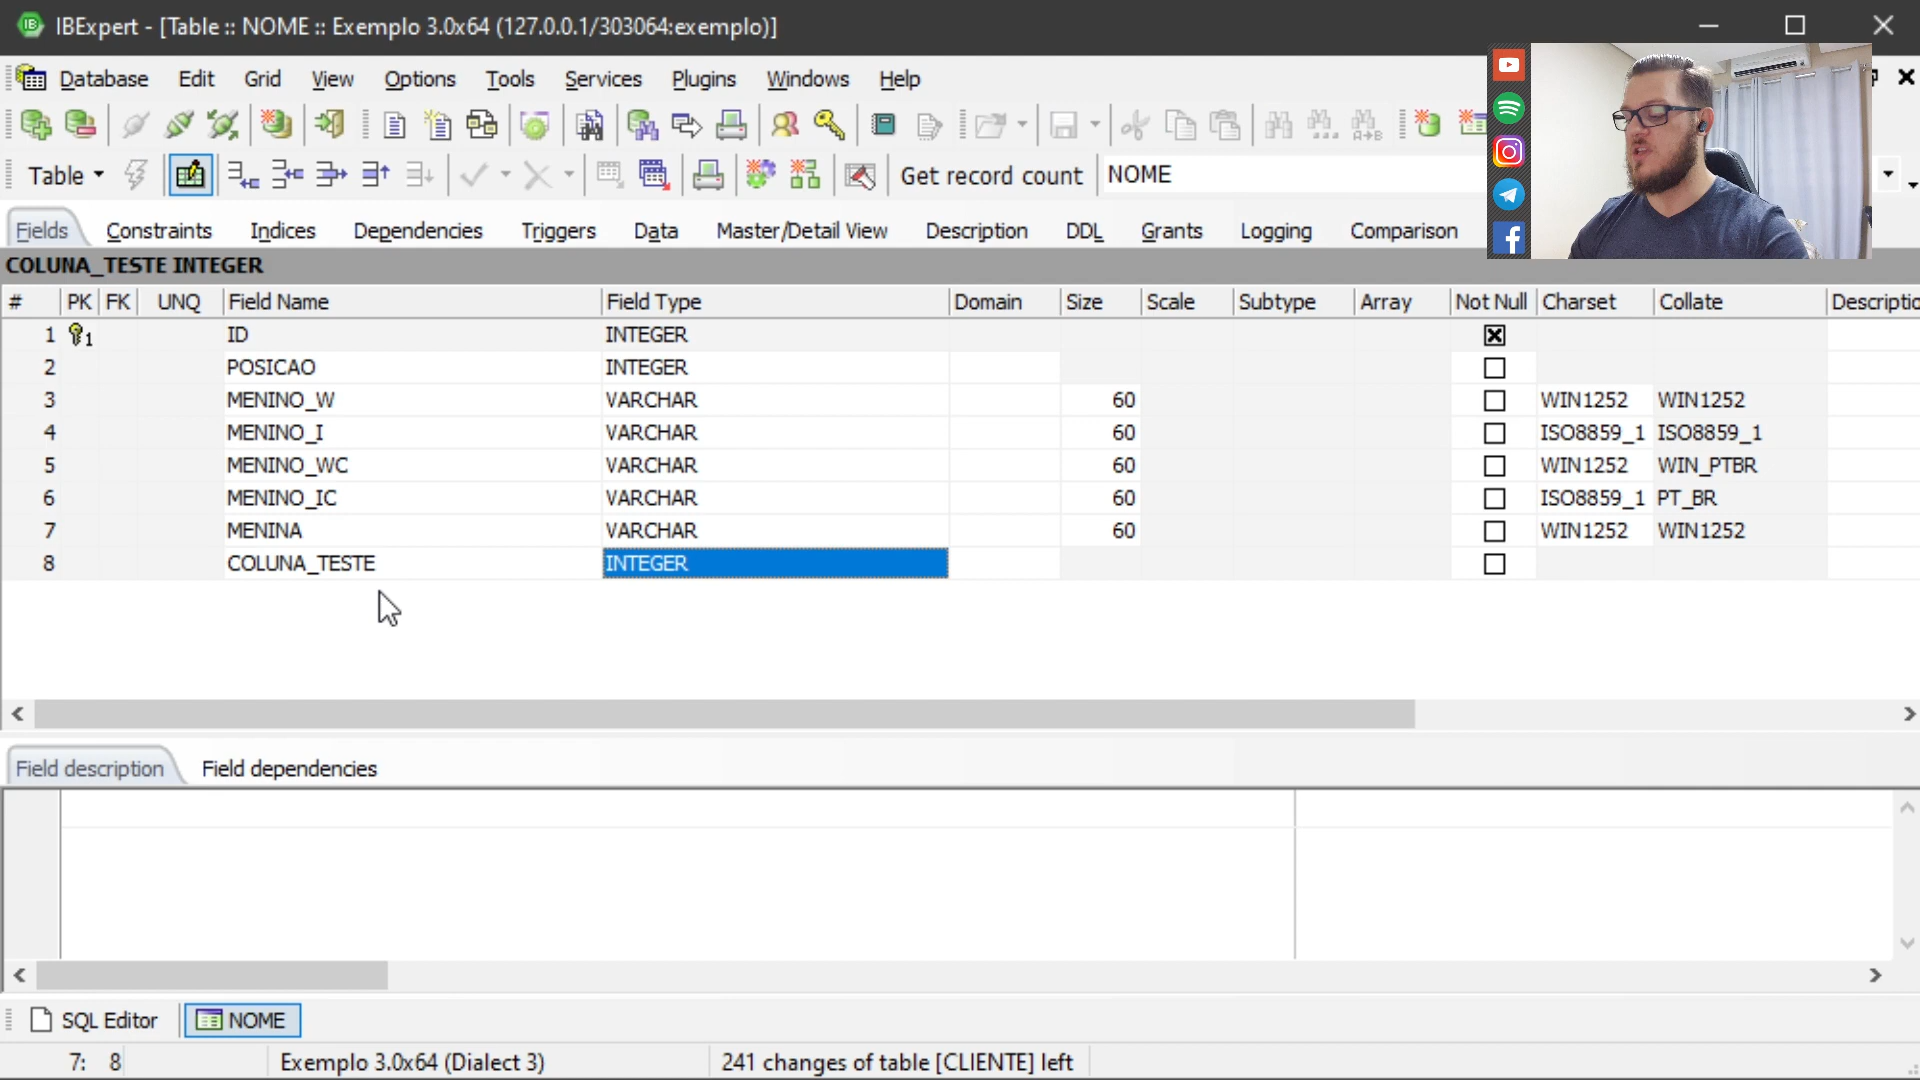 IBExpert - [Table :: NOME :: Exemplo 3.0x64 (127.0.0.1/303064:exemplo)]
Database Edit Grid View Options Tools Services Plugins Windows Help
Table Get record count NOME
Fields Constraints Indices Dependencies Triggers Data Master/Detail View Description DDL Grants Logging Comparison
COLUNA_TESTE INTEGER
# PK FK UNQ Field Name Field Type Domain Size Scale Subtype Array Not Null Charset Collate Descriptio
1 1 ID INTEGER
2 POSICAO INTEGER
3 MENINO_W VARCHAR 60 WIN1252 WIN1252
4 MENINO_I VARCHAR 60 ISO8859_1 ISO8859_1
5 MENINO_WC VARCHAR 60 WIN1252 WIN_PTBR
6 MENINO_IC VARCHAR 60 ISO8859_1 PT_BR
7 MENINA VARCHAR 60 WIN1252 WIN1252
8 COLUNA_TESTE INTEGER
Field description Field dependencies
SQL Editor NOME
7: 8 Exemplo 3.0x64 (Dialect 3) 241 changes of table [CLIENTE] left